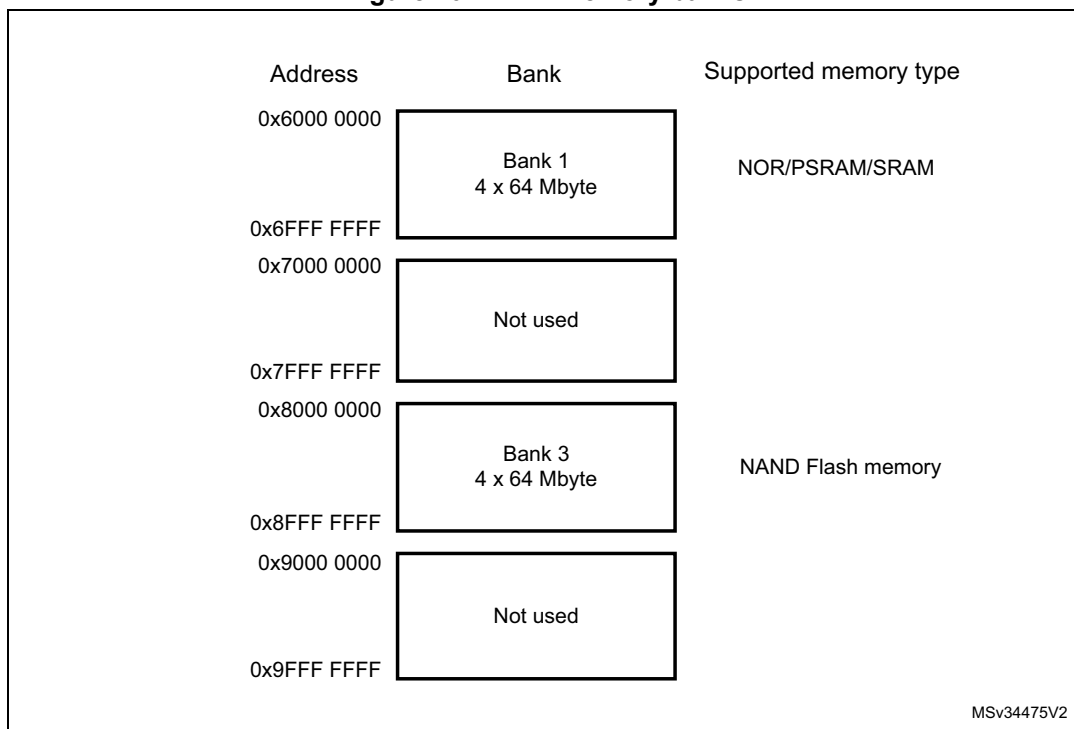 Address Bank Supported memory type
0x6000 0000
Bank 1
4 x 64 Mbyte
NOR/PSRAM/SRAM
0x6FFF FFFF
0x7000 0000
Not used
0x7FFF FFFF
0x8000 0000
Bank 3
4 x 64 Mbyte
NAND Flash memory
0x8FFF FFFF
0x9000 0000
Not used
0x9FFF FFFF
MSv34475V2